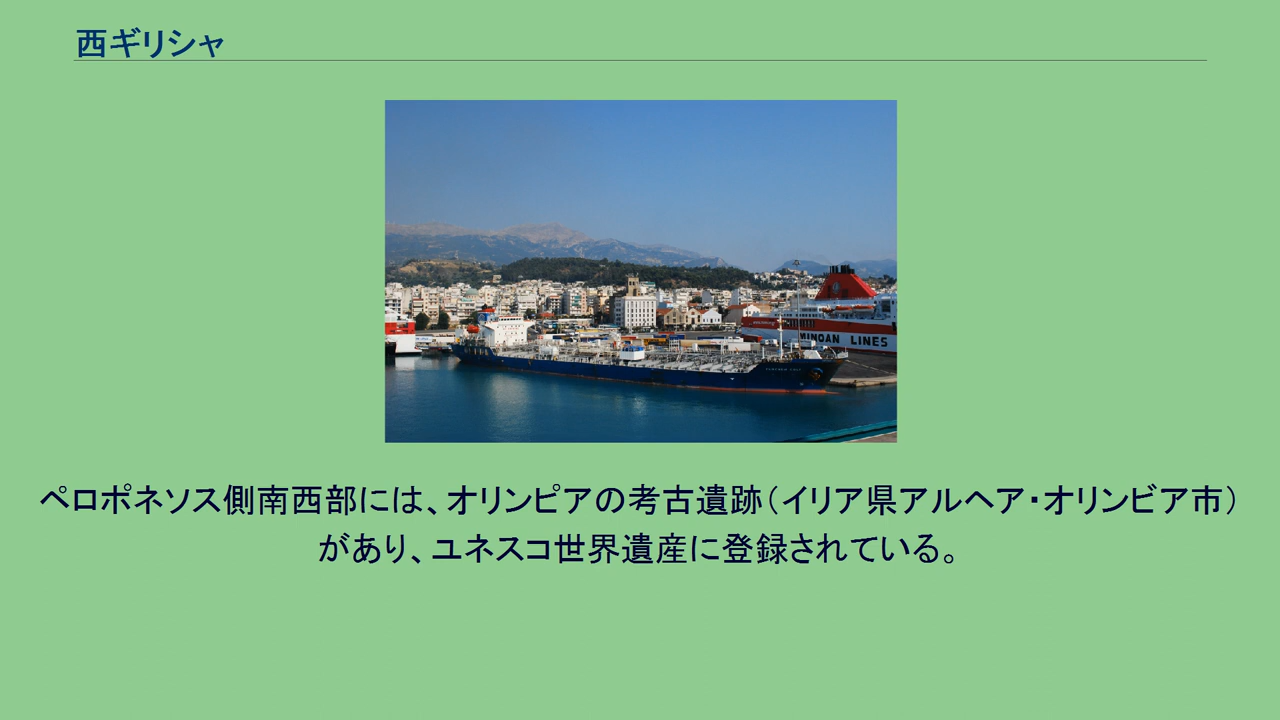 西ギリシャ
MINOAN LINES
ペロポネソス側南西部には、オリンピアの考古遺跡（イリア県アルヘア・オリンビア市）
があり、ユネスコ世界遺産に登録されている。